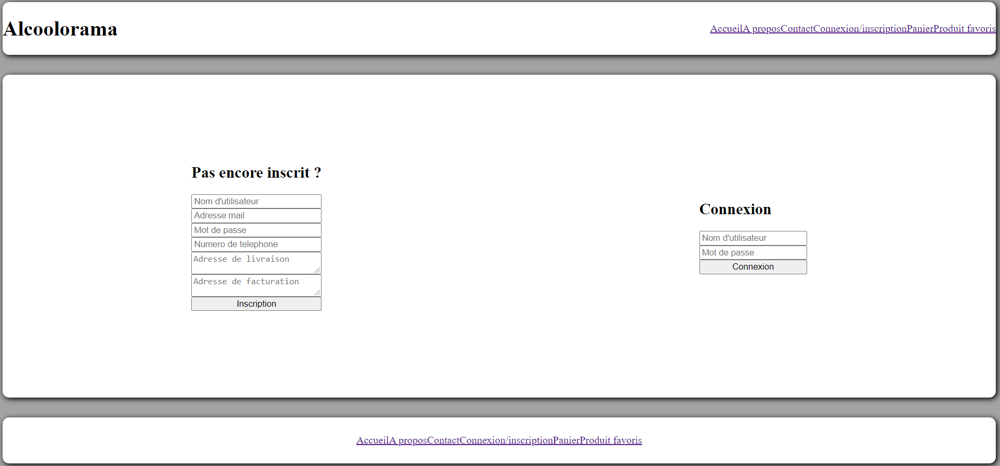 Alcoolorama
AccueilA proposContactConnexion/inscriptionPanierProduit favoris
Pas encore inscrit ?
Nom d'utilisateur
Adresse mail
Mot de passe
Numero de telephone
Adresse de livraison
Adresse de facturation
Inscription
Connexion
Nom d'utilisateur
Mot de passe
Connexion
AccueilA proposContactConnexion/inscriptionPanierProduit favoris